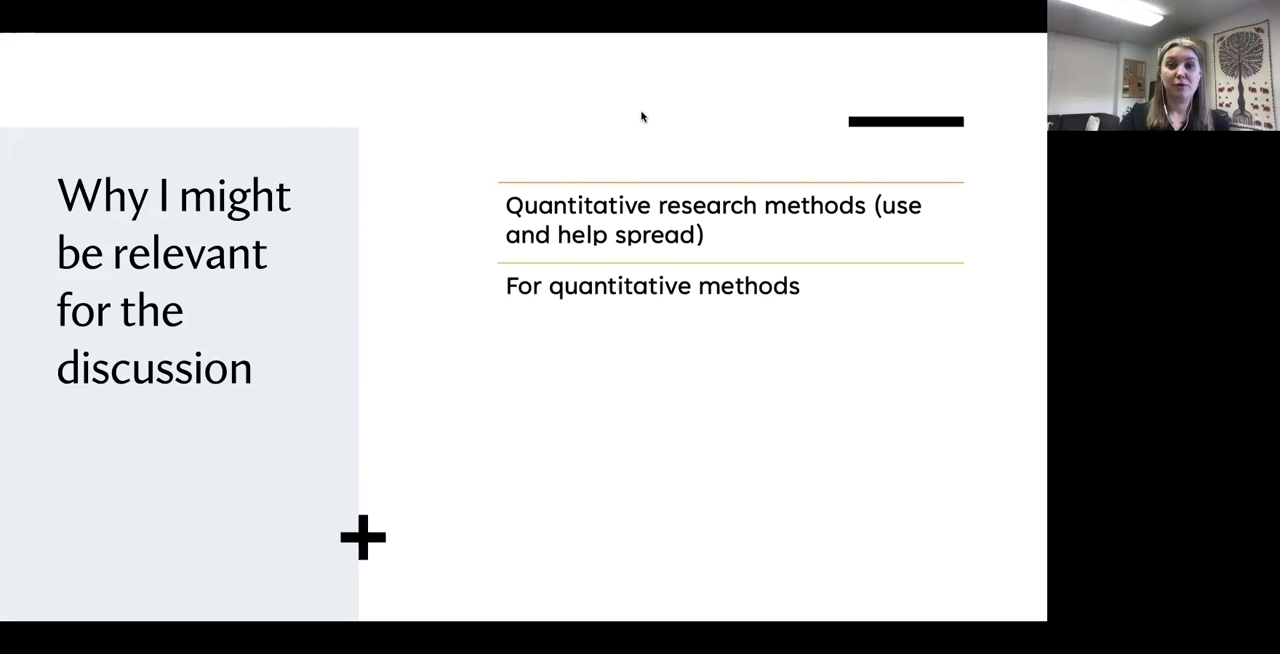 Why I might
be relevant
for the
discussion
Quantitative research methods (use
and help spread)
For quantitative methods